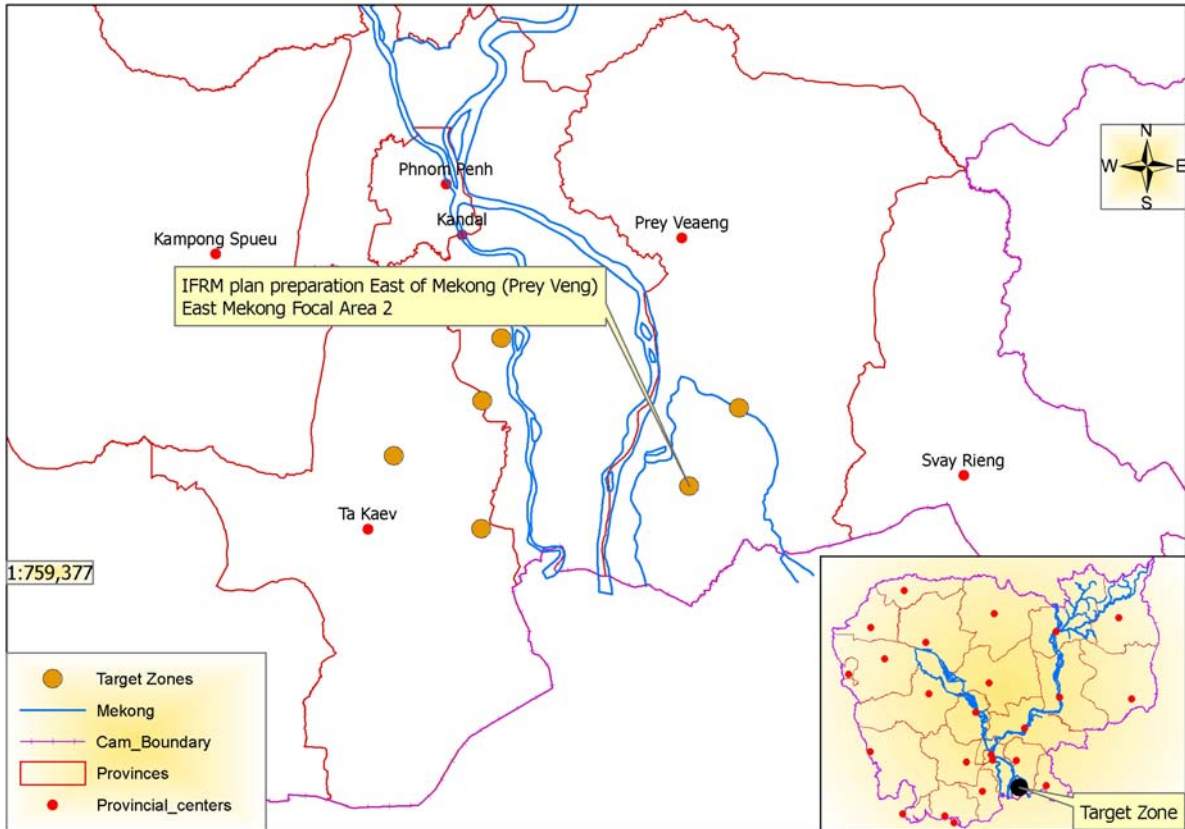 N
W E
S
Phnom Penh
Kandal
Prey Veaeng
Kampong Spueu
IFRM plan preparation East of Mekong (Prey Veng)
East Mekong Focal Area 2
Svay Rieng
Ta Kaev
1:759,377
Target Zones
Mekong
Cam_Boundary
Provinces
Provincial_centers
Target Zone